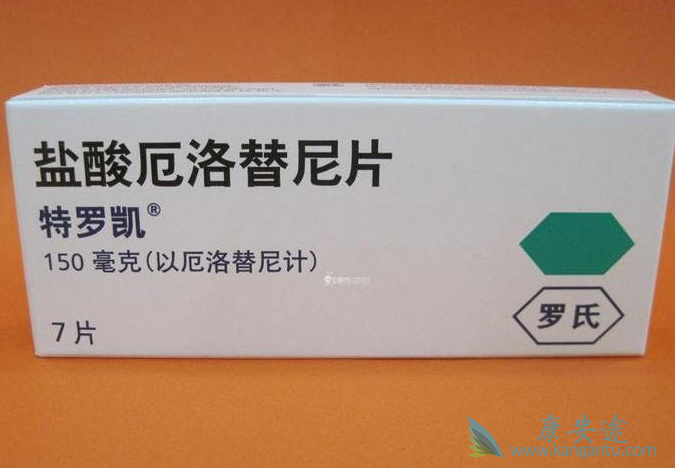 盐酸厄洛替尼片
特罗凯®
150 毫克(以厄洛替尼计)
7 片
罗氏
康安途
www.kangantu.com